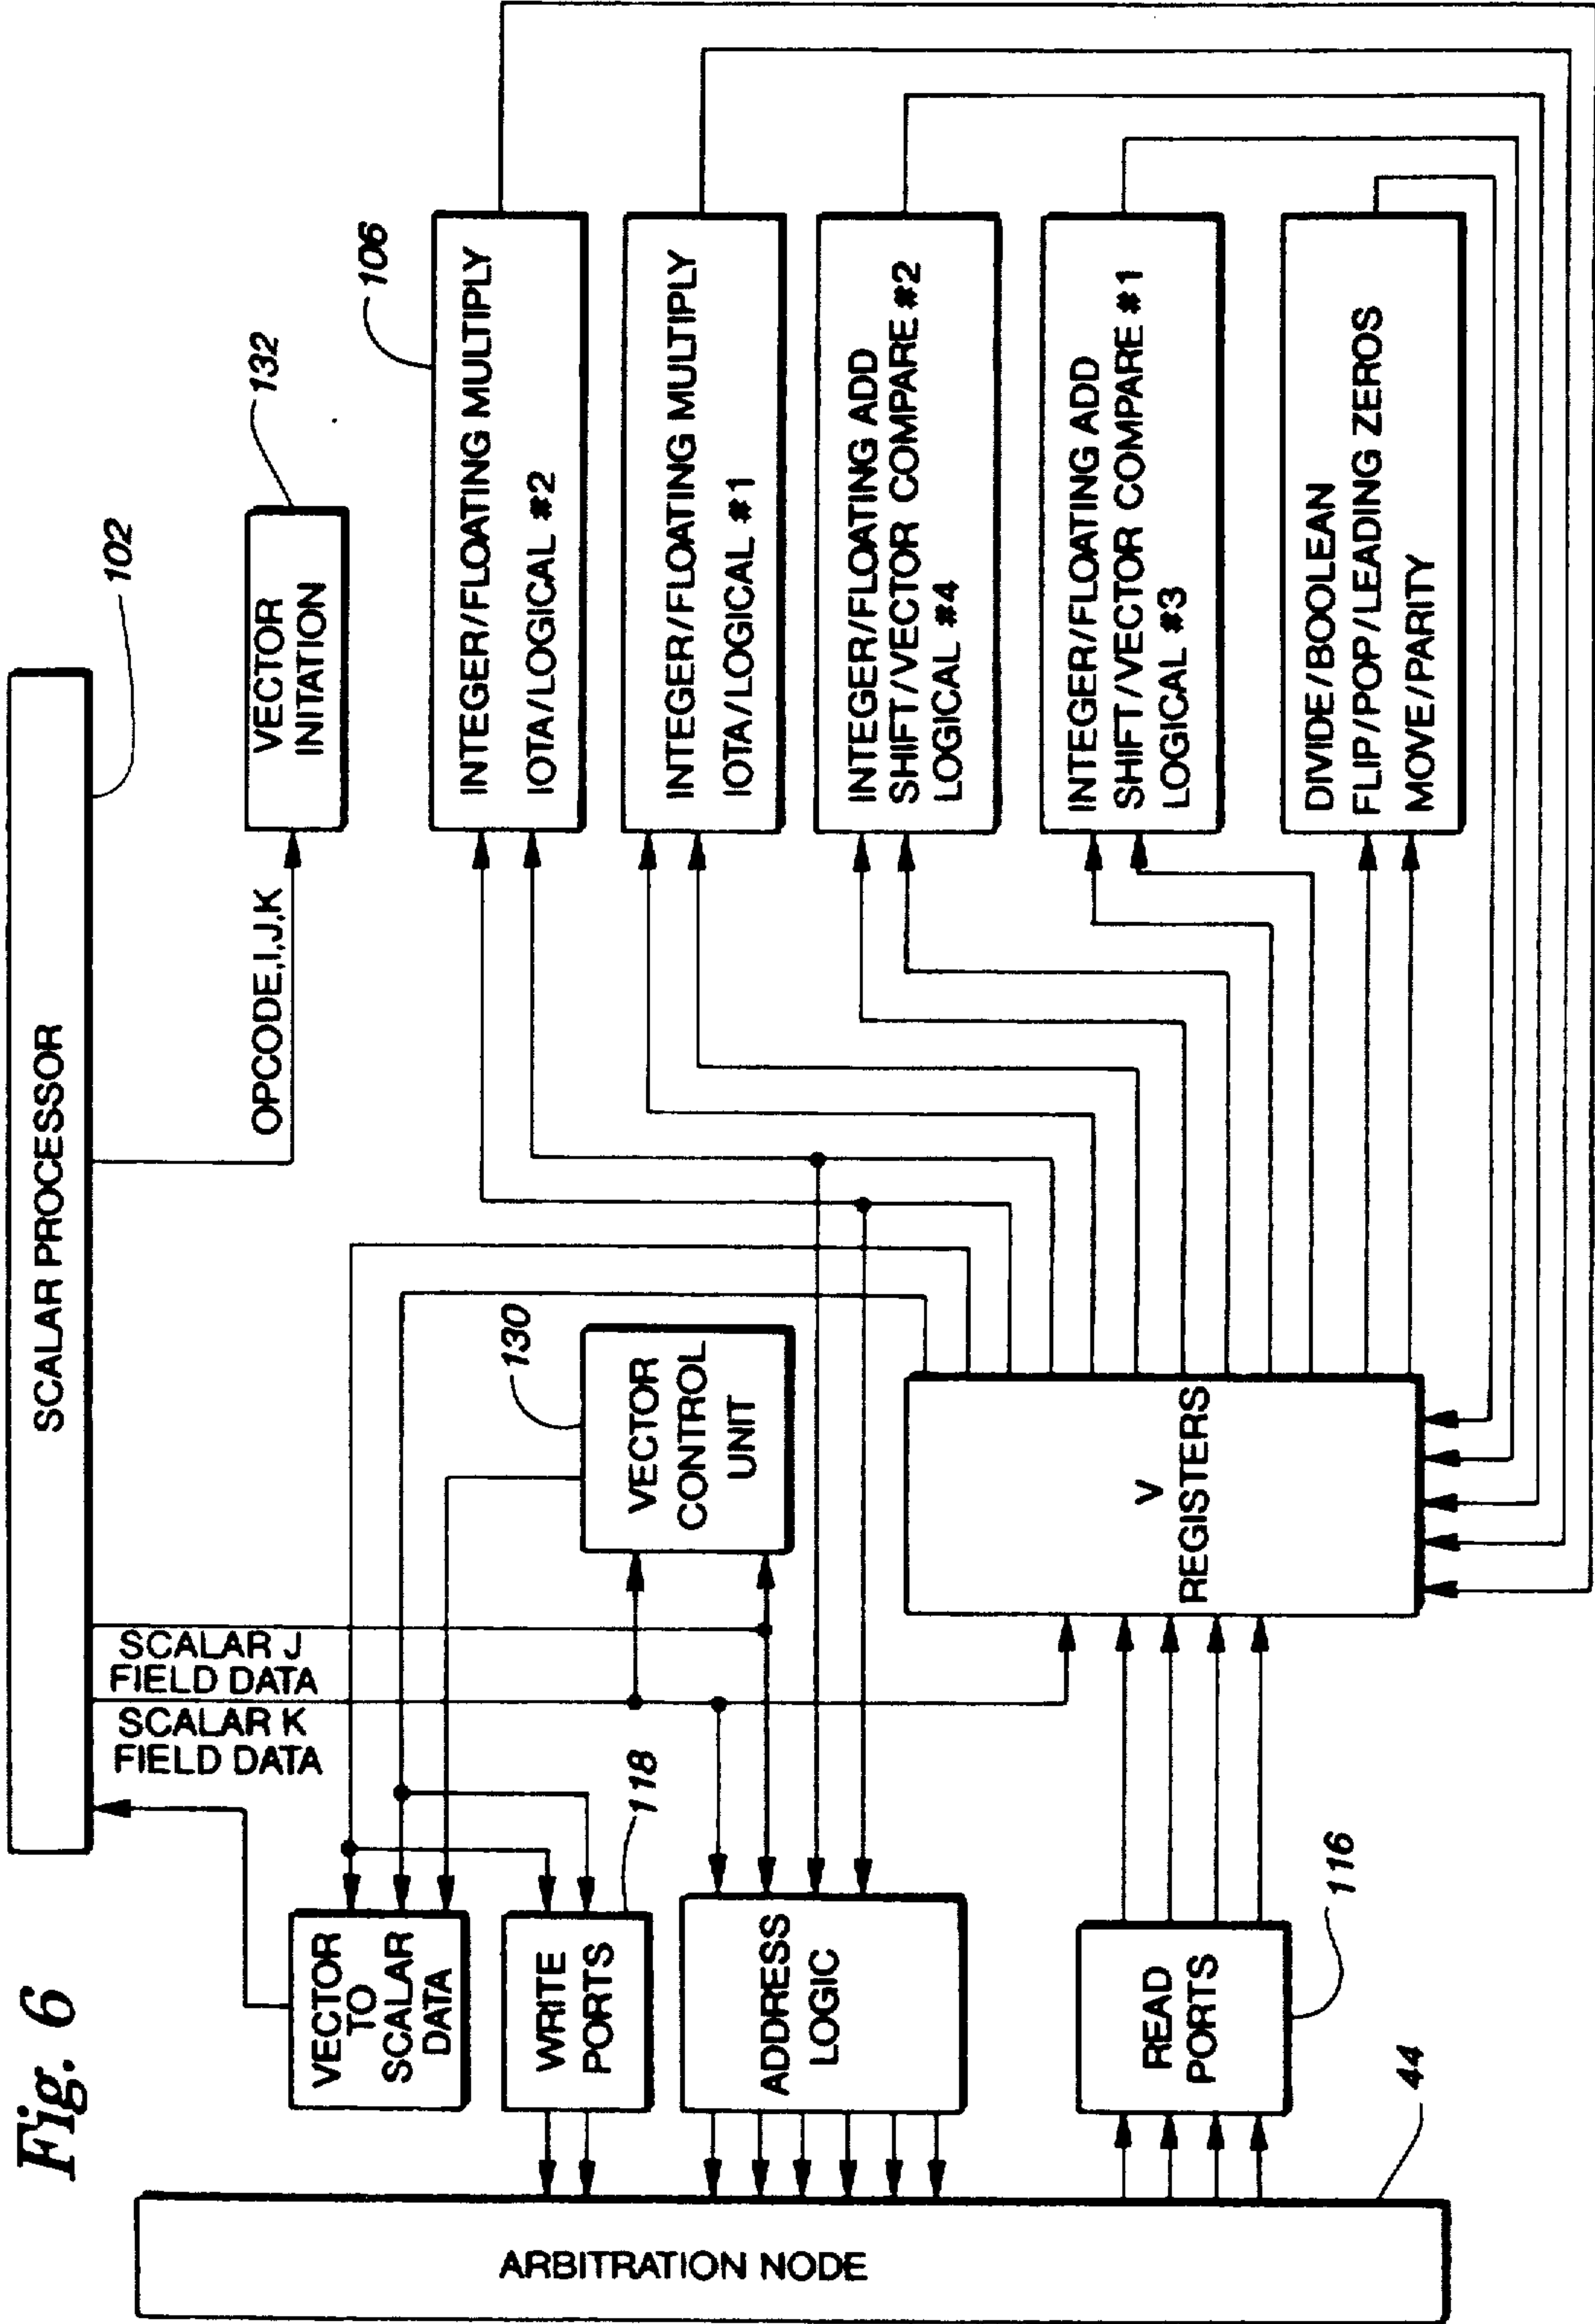 Fig. 6
SCALAR PROCESSOR
102
OPCODE,I,J,K
VECTOR
INITATION
132
SCALAR J
FIELD DATA
SCALAR K
FIELD DATA
VECTOR
TO
SCALAR
DATA
WRITE
PORTS
118
ADDRESS
LOGIC
READ
PORTS
116
ARBITRATION NODE
44
VECTOR
CONTROL
UNIT
130
V
REGISTERS
INTEGER/FLOATING MULTIPLY
IOTA/LOGICAL #2
106
INTEGER/FLOATING MULTIPLY
IOTA/LOGICAL #1
INTEGER/FLOATING ADD
SHIFT/VECTOR COMPARE #2
LOGICAL #4
INTEGER/FLOATING ADD
SHIFT/VECTOR COMPARE #1
LOGICAL #3
DIVIDE/BOOLEAN
FLIP/POP/LEADING ZEROS
MOVE/PARITY